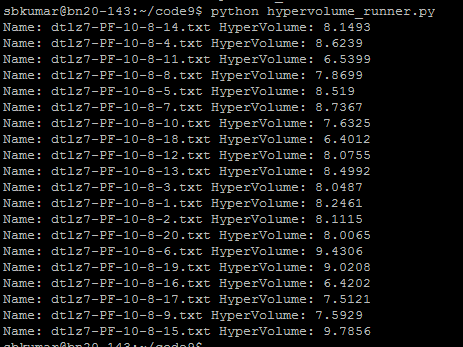 sbkumar@bn20-143:~/code9$ python hypervolume_runner.py
Name: dtlz7-PF-10-8-14.txt HyperVolume: 8.1493
Name: dtlz7-PF-10-8-4.txt HyperVolume: 8.6239
Name: dtlz7-PF-10-8-11.txt HyperVolume: 6.5399
Name: dtlz7-PF-10-8-8.txt HyperVolume: 7.8699
Name: dtlz7-PF-10-8-5.txt HyperVolume: 8.519
Name: dtlz7-PF-10-8-7.txt HyperVolume: 8.7367
Name: dtlz7-PF-10-8-10.txt HyperVolume: 7.6325
Name: dtlz7-PF-10-8-18.txt HyperVolume: 6.4012
Name: dtlz7-PF-10-8-12.txt HyperVolume: 8.0755
Name: dtlz7-PF-10-8-13.txt HyperVolume: 8.4992
Name: dtlz7-PF-10-8-3.txt HyperVolume: 8.0487
Name: dtlz7-PF-10-8-1.txt HyperVolume: 8.2461
Name: dtlz7-PF-10-8-2.txt HyperVolume: 8.1115
Name: dtlz7-PF-10-8-20.txt HyperVolume: 8.0065
Name: dtlz7-PF-10-8-6.txt HyperVolume: 9.4306
Name: dtlz7-PF-10-8-19.txt HyperVolume: 9.0208
Name: dtlz7-PF-10-8-16.txt HyperVolume: 6.4202
Name: dtlz7-PF-10-8-17.txt HyperVolume: 7.5121
Name: dtlz7-PF-10-8-9.txt HyperVolume: 7.5929
Name: dtlz7-PF-10-8-15.txt HyperVolume: 9.7856
sbkumar@bn20-143:~/code9$